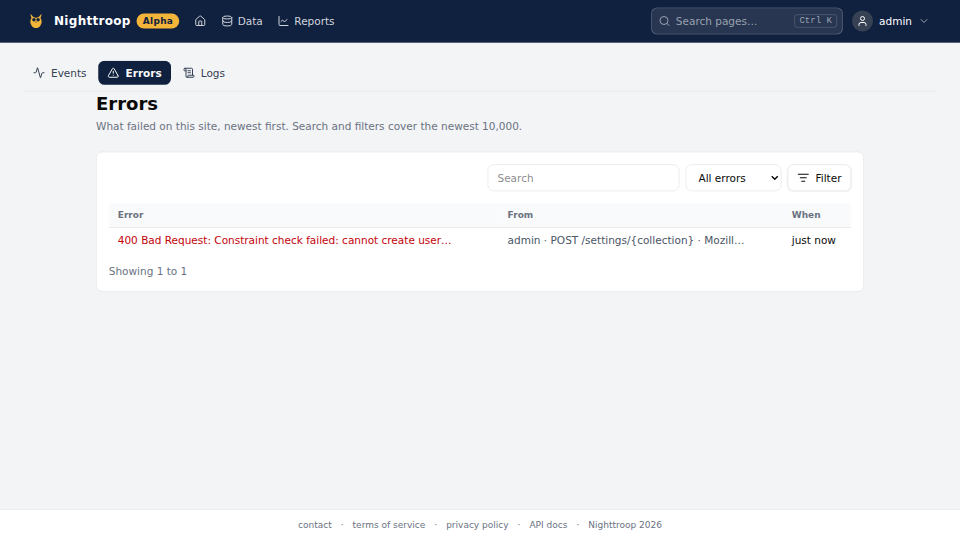 Nighttroop Alpha Data Reports Search pages... Ctrl K admin
Events Errors Logs
Errors
What failed on this site, newest first. Search and filters cover the newest 10,000.
Search All errors Filter
Error From When
400 Bad Request: Constraint check failed: cannot create user... admin · POST /settings/{collection} · Mozill... just now
Showing 1 to 1
contact · terms of service · privacy policy · API docs · Nighttroop 2026